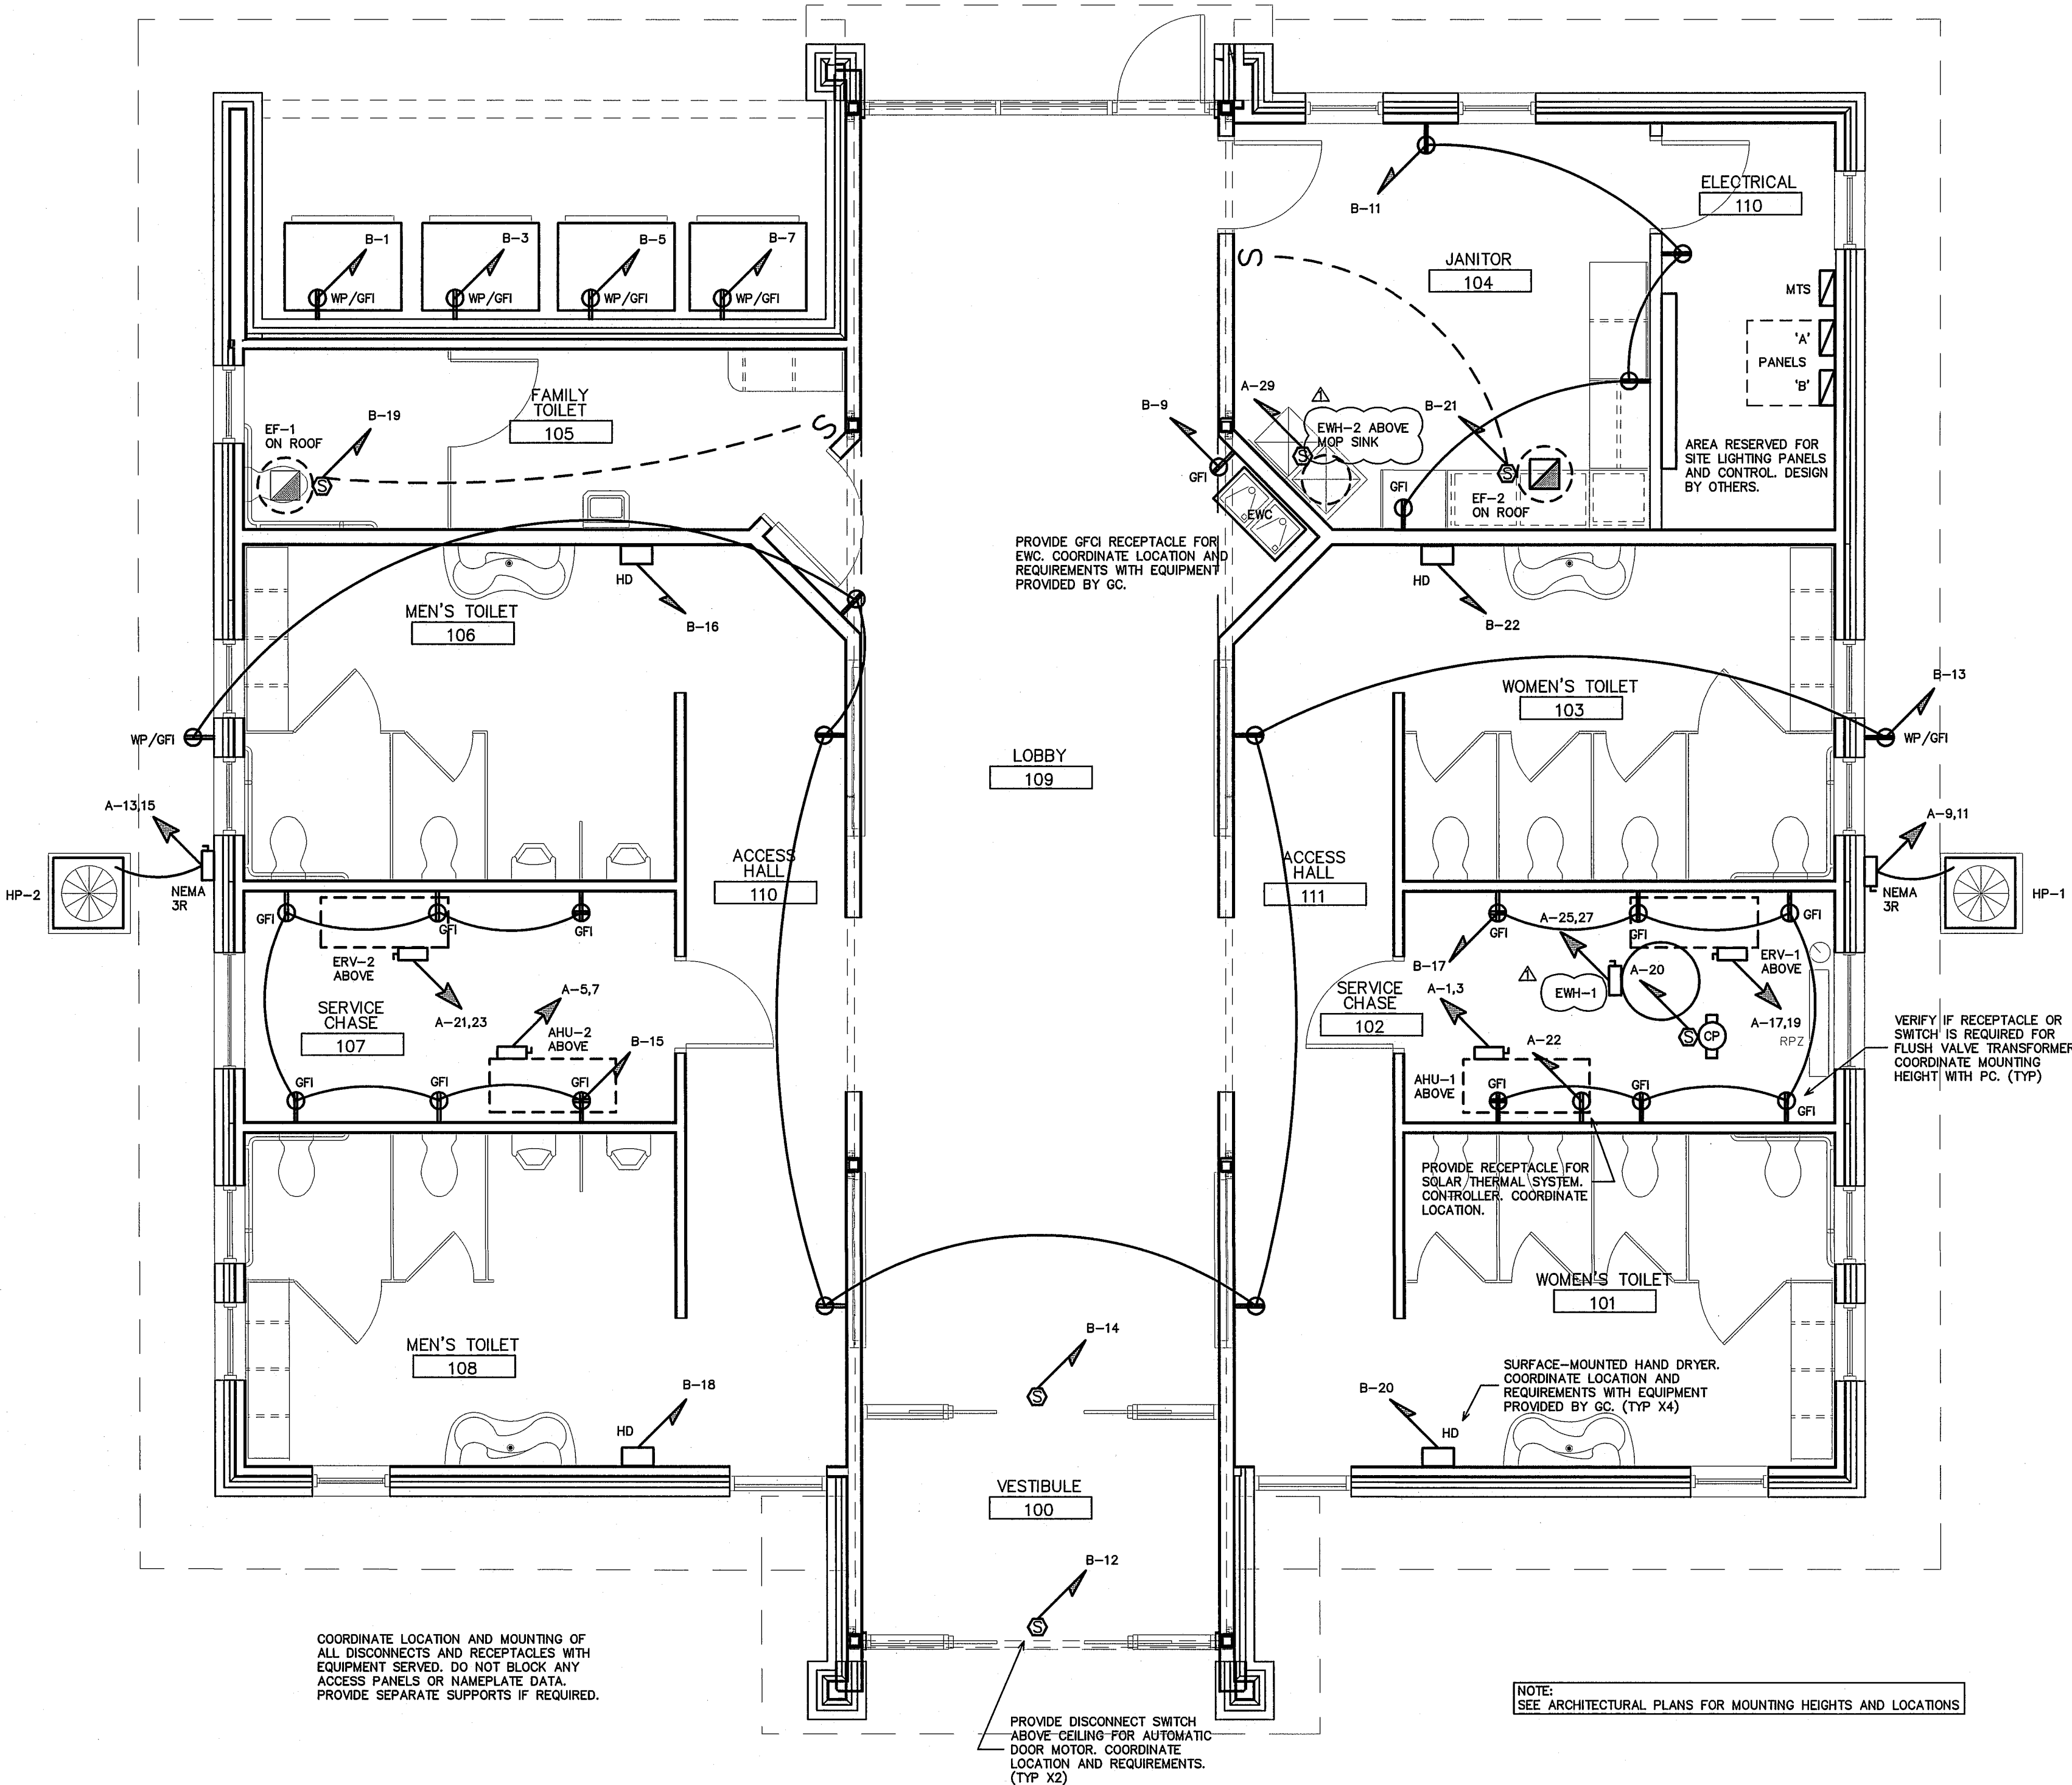 ELECTRICAL
110
B-11
B-1
B-3
B-5
B-7
WP/GFI
WP/GFI
WP/GFI
WP/GFI
S
JANITOR
104
MTS
'A'
PANELS
'B'
FAMILY
TOILET
105
B-19
EF-1
ON ROOF
S
S
B-9
A-29
1
EWH-2 ABOVE
MOP SINK
S
B-21
GFI
GFI
S
EF-2
ON ROOF
EWC
AREA RESERVED FOR
SITE LIGHTING PANELS
AND CONTROL. DESIGN
BY OTHERS.
PROVIDE GFCI RECEPTACLE FOR
EWC. COORDINATE LOCATION AND
REQUIREMENTS WITH EQUIPMENT
PROVIDED BY GC.
HD
B-16
HD
B-22
MEN'S TOILET
106
WOMEN'S TOILET
103
B-13
WP/GFI
WP/GFI
LOBBY
109
A-13,15
A-9,11
HP-2
NEMA
3R
NEMA
3R
HP-1
ACCESS
HALL
110
ACCESS
HALL
111
GFI
GFI
GFI
ERV-2
ABOVE
A-21,23
A-5,7
SERVICE
CHASE
107
AHU-2
ABOVE
B-15
GFI
GFI
GFI
GFI
A-25,27
GFI
GFI
B-17
1
EWH-1
A-20
ERV-1
ABOVE
SERVICE
CHASE
102
A-1,3
S
CP
A-17,19
RPZ
A-22
AHU-1
ABOVE
GFI
GFI
GFI
VERIFY IF RECEPTACLE OR
SWITCH IS REQUIRED FOR
FLUSH VALVE TRANSFORMER
COORDINATE MOUNTING
HEIGHT WITH PC. (TYP)
PROVIDE RECEPTACLE FOR
SOLAR THERMAL SYSTEM.
CONTROLLER. COORDINATE
LOCATION.
WOMEN'S TOILET
101
MEN'S TOILET
108
B-18
HD
B-14
S
B-20
HD
SURFACE-MOUNTED HAND DRYER.
COORDINATE LOCATION AND
REQUIREMENTS WITH EQUIPMENT
PROVIDED BY GC. (TYP X4)
VESTIBULE
100
B-12
S
COORDINATE LOCATION AND MOUNTING OF
ALL DISCONNECTS AND RECEPTACLES WITH
EQUIPMENT SERVED. DO NOT BLOCK ANY
ACCESS PANELS OR NAMEPLATE DATA.
PROVIDE SEPARATE SUPPORTS IF REQUIRED.
PROVIDE DISCONNECT SWITCH
ABOVE CEILING FOR AUTOMATIC
DOOR MOTOR. COORDINATE
LOCATION AND REQUIREMENTS.
(TYP X2)
NOTE:
SEE ARCHITECTURAL PLANS FOR MOUNTING HEIGHTS AND LOCATIONS